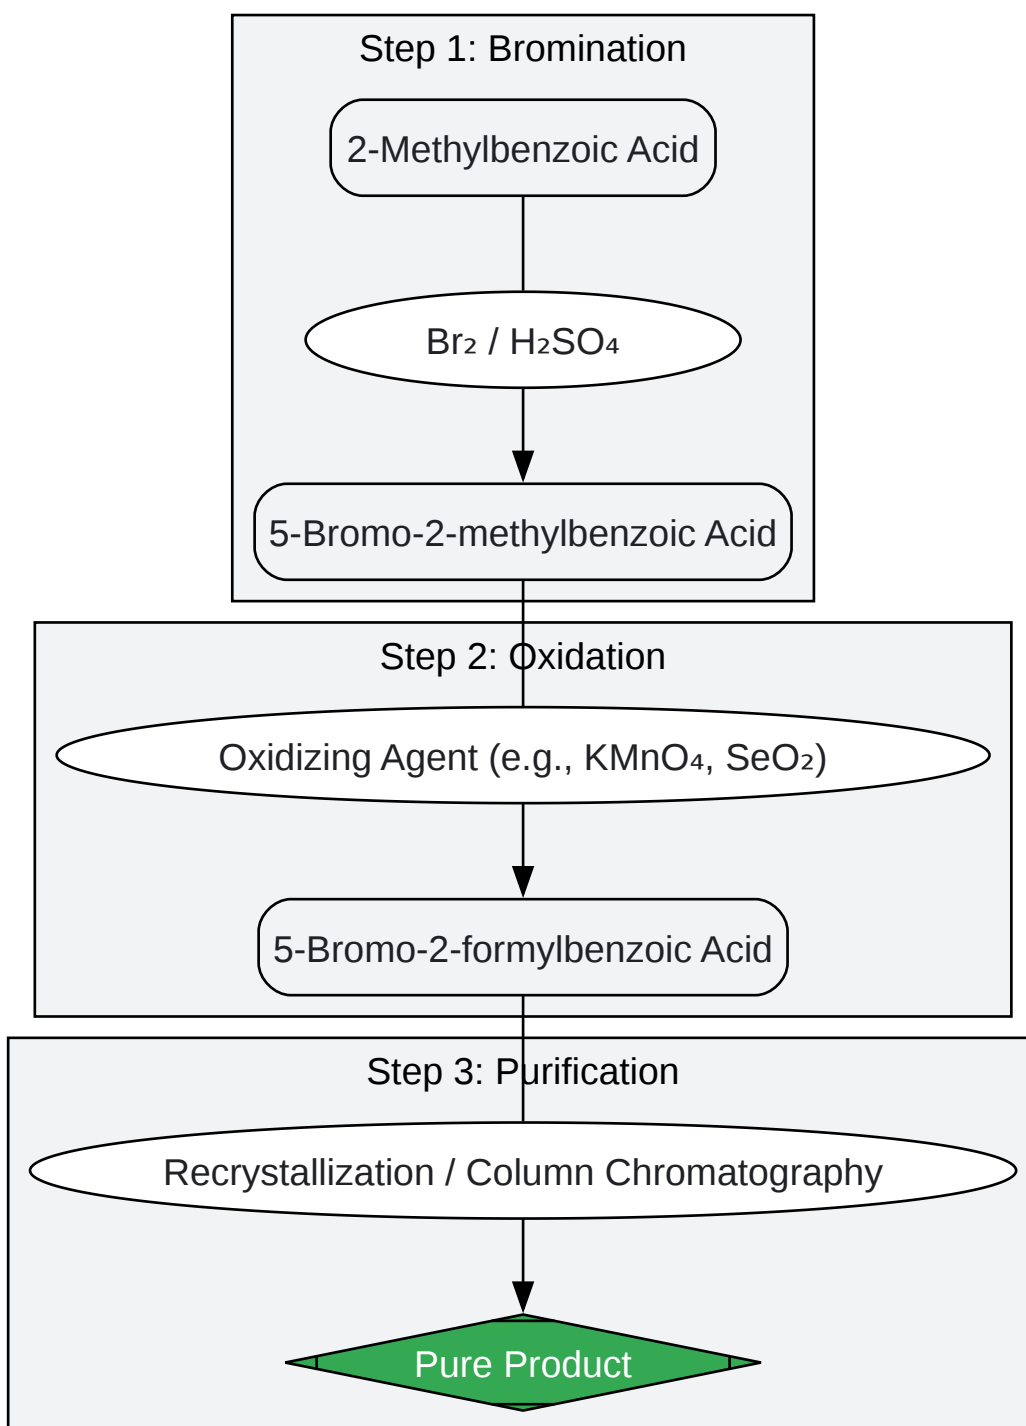 Step 1: Bromination
2-Methylbenzoic Acid
Br₂ / H₂SO₄
5-Bromo-2-methylbenzoic Acid
Step 2: Oxidation
Oxidizing Agent (e.g., KMnO₄, SeO₂)
5-Bromo-2-formylbenzoic Acid
Step 3: Purification
Recrystallization / Column Chromatography
Pure Product